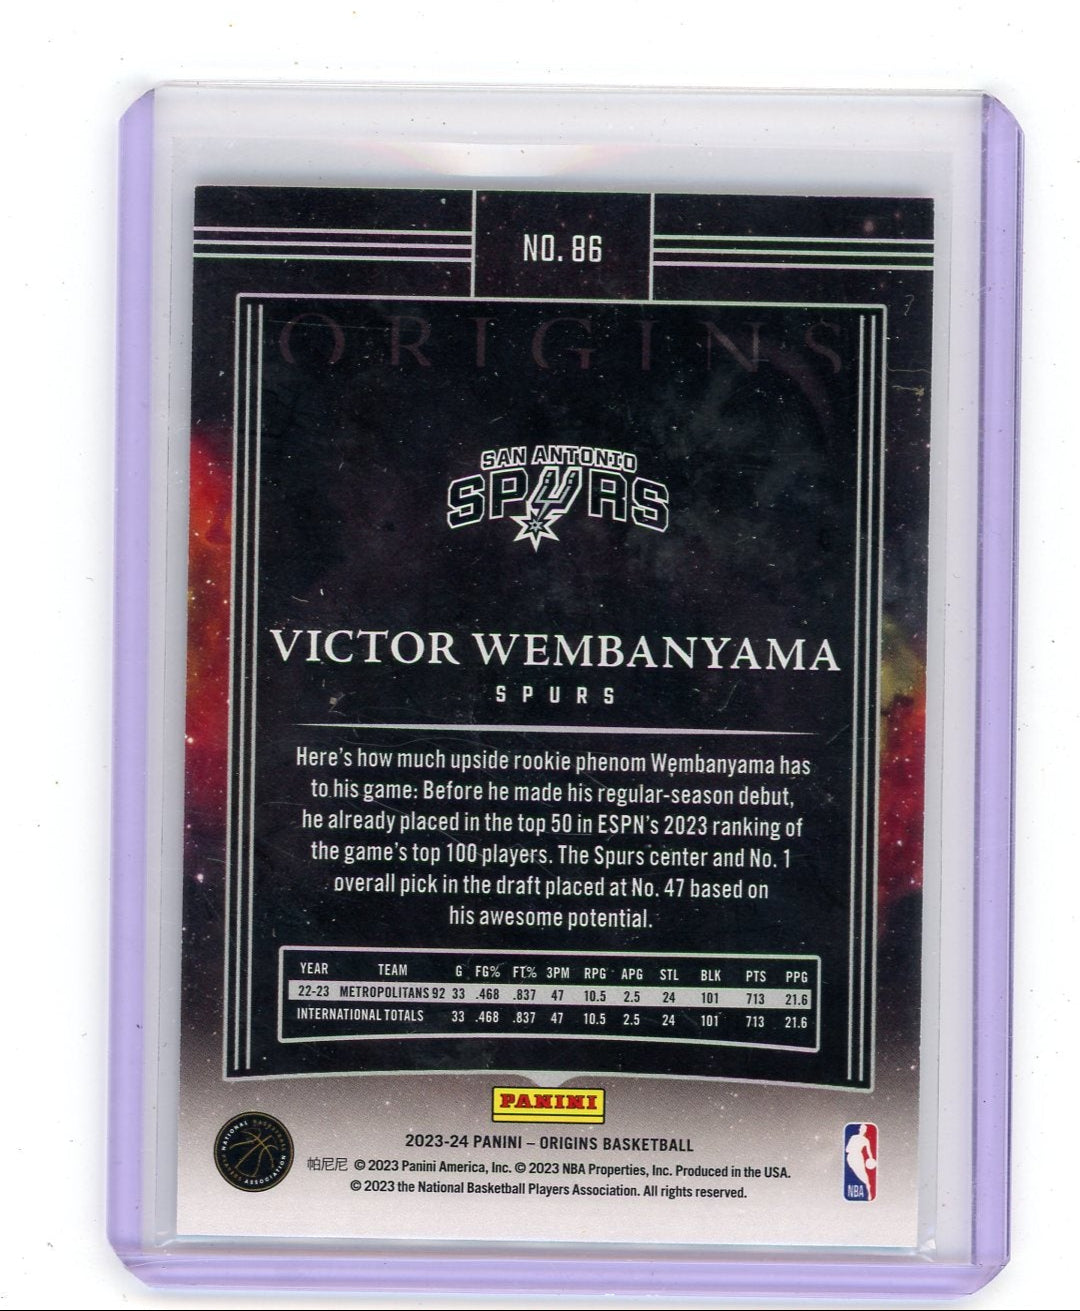 NO. 86
ORIGINS
SAN ANTONIO
SPURS
VICTOR WEMBANYAMA
SPURS
Here's how much upside rookie phenom Wembanyama has
to his game: Before he made his regular-season debut,
he already placed in the top 50 in ESPN's 2023 ranking of
the game's top 100 players. The Spurs center and No. 1
overall pick in the draft placed at No. 47 based on
his awesome potential.
YEAR TEAM G FG% FT% 3PM RPG APG STL BLK PTS PPG
22-23 METROPOLITANS 92 33 .468 .837 47 10.5 2.5 24 101 713 21.6
INTERNATIONAL TOTALS 33 .468 .837 47 10.5 2.5 24 101 713 21.6
PANINI
2023-24 PANINI – ORIGINS BASKETBALL
帕尼尼 © 2023 Panini America, Inc. © 2023 NBA Properties, Inc. Produced in the USA.
© 2023 the National Basketball Players Association. All rights reserved.
NATIONAL BASKETBALL
PLAYERS ASSOCIATION
NBA